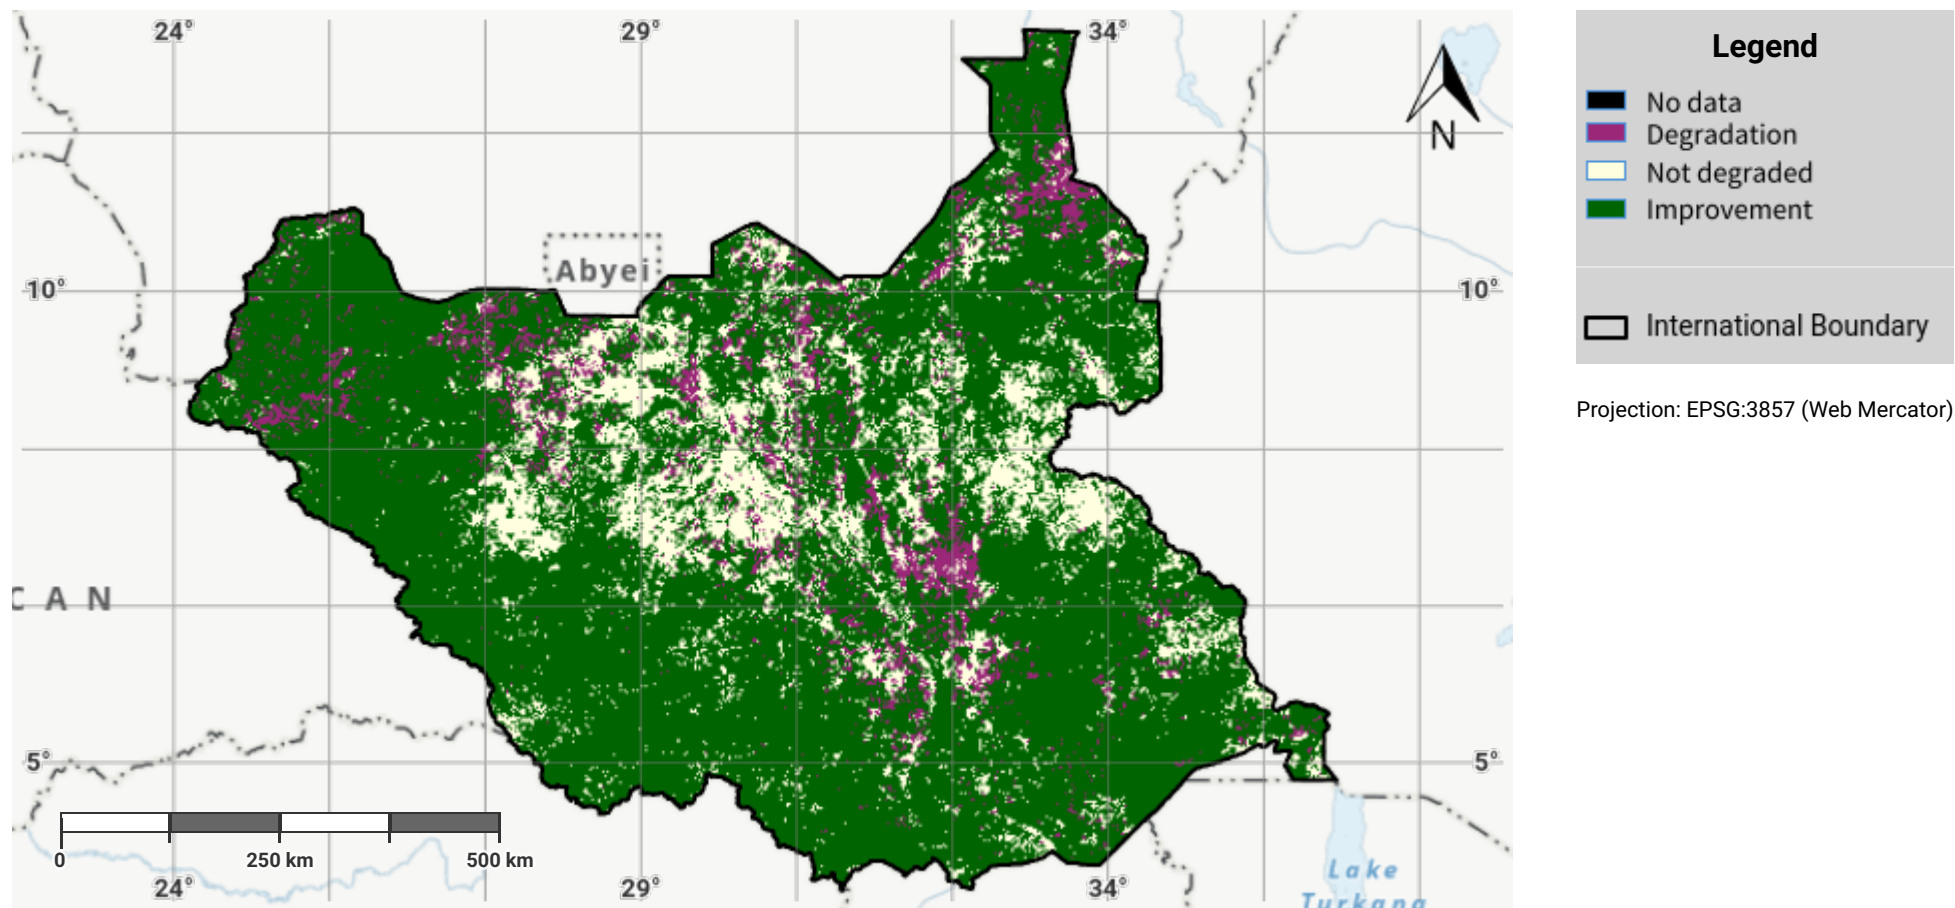 24° 29° 34°
N
Abyei
10° 10°
C A N
5° 5°
0 250 km 500 km
24° 29° 34°
Lake
Turkana
Legend
No data
Degradation
Not degraded
Improvement
International Boundary
Projection: EPSG:3857 (Web Mercator)